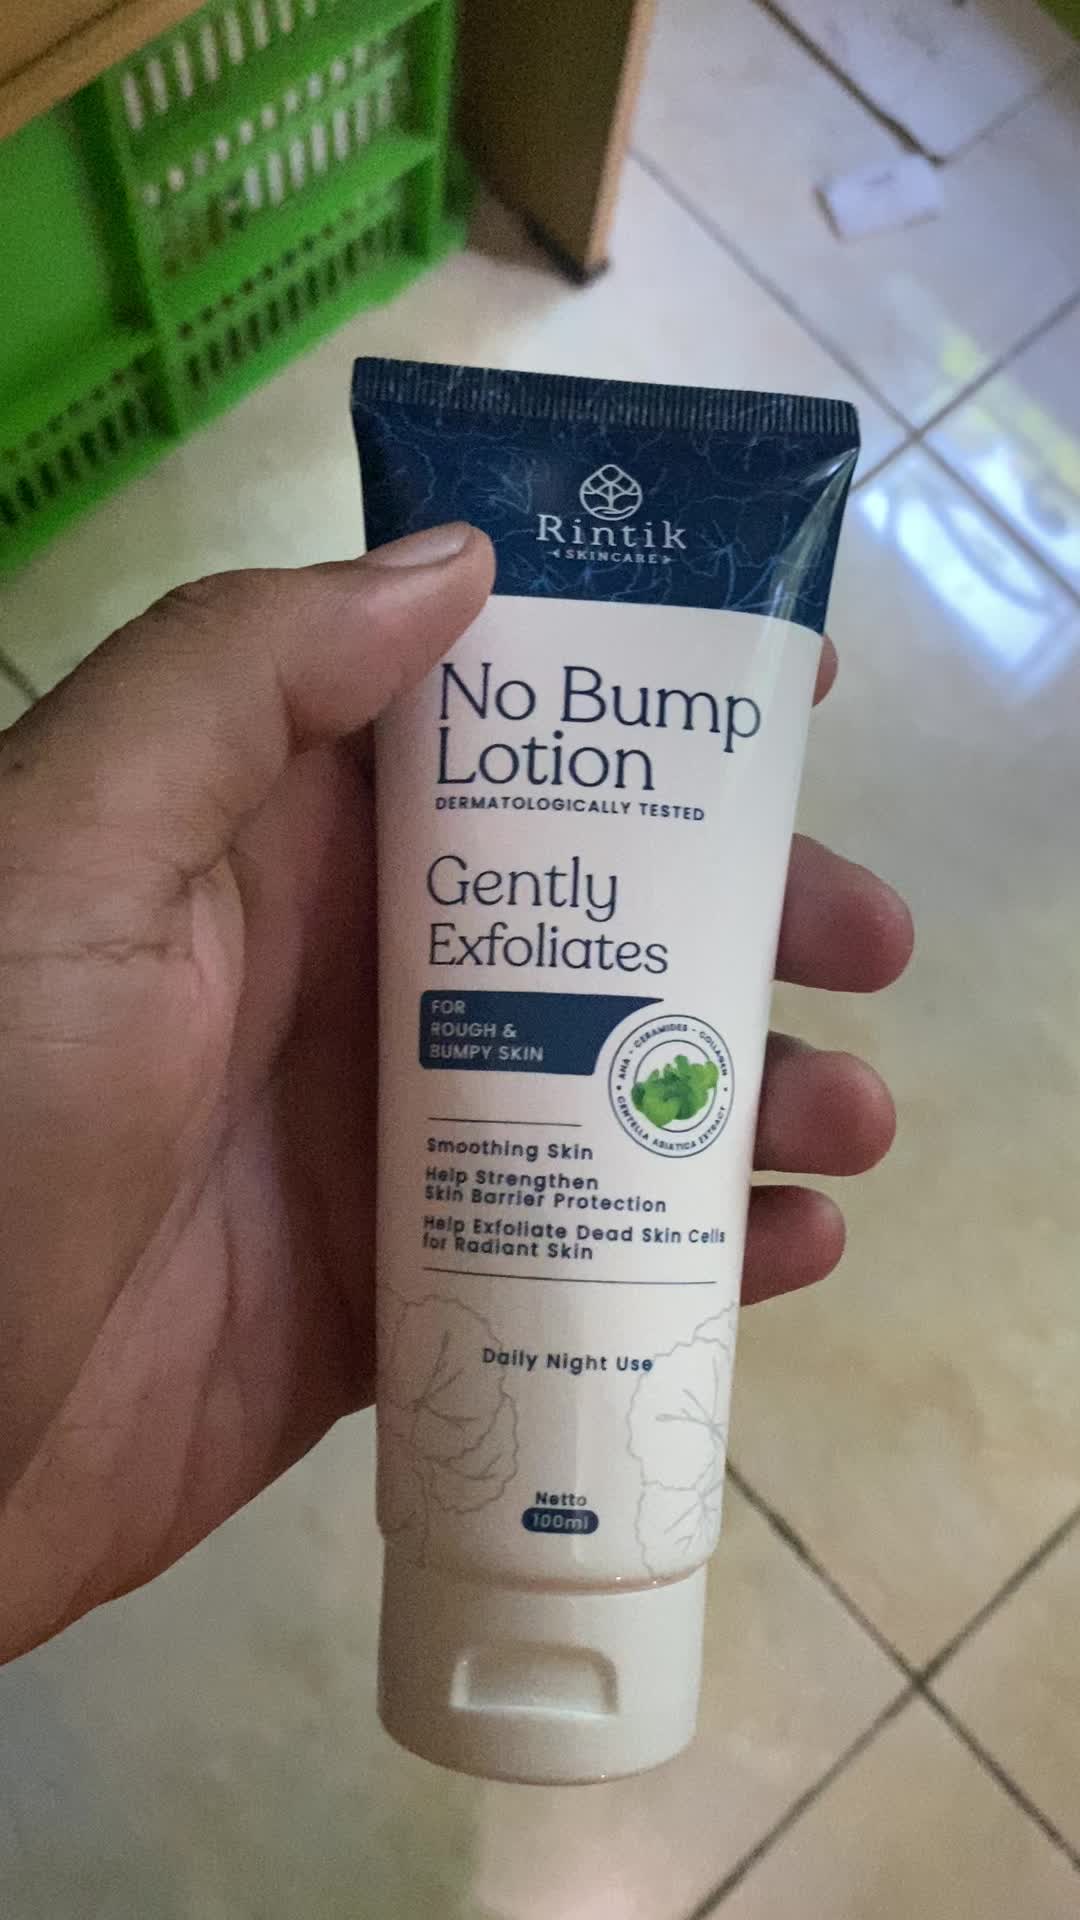 Rintik
SKINCARE
No Bump
Lotion
DERMATOLOGICALLY TESTED
Gently
Exfoliates
FOR
ROUGH &
BUMPY SKIN
AHA • CERAMIDES • COLLAGEN •
CENTELLA ASIATICA EXTRACT
Smoothing Skin
Help Strengthen
Skin Barrier Protection
Help Exfoliate Dead Skin Cells
for Radiant Skin
Daily Night Use
Netto
100ml